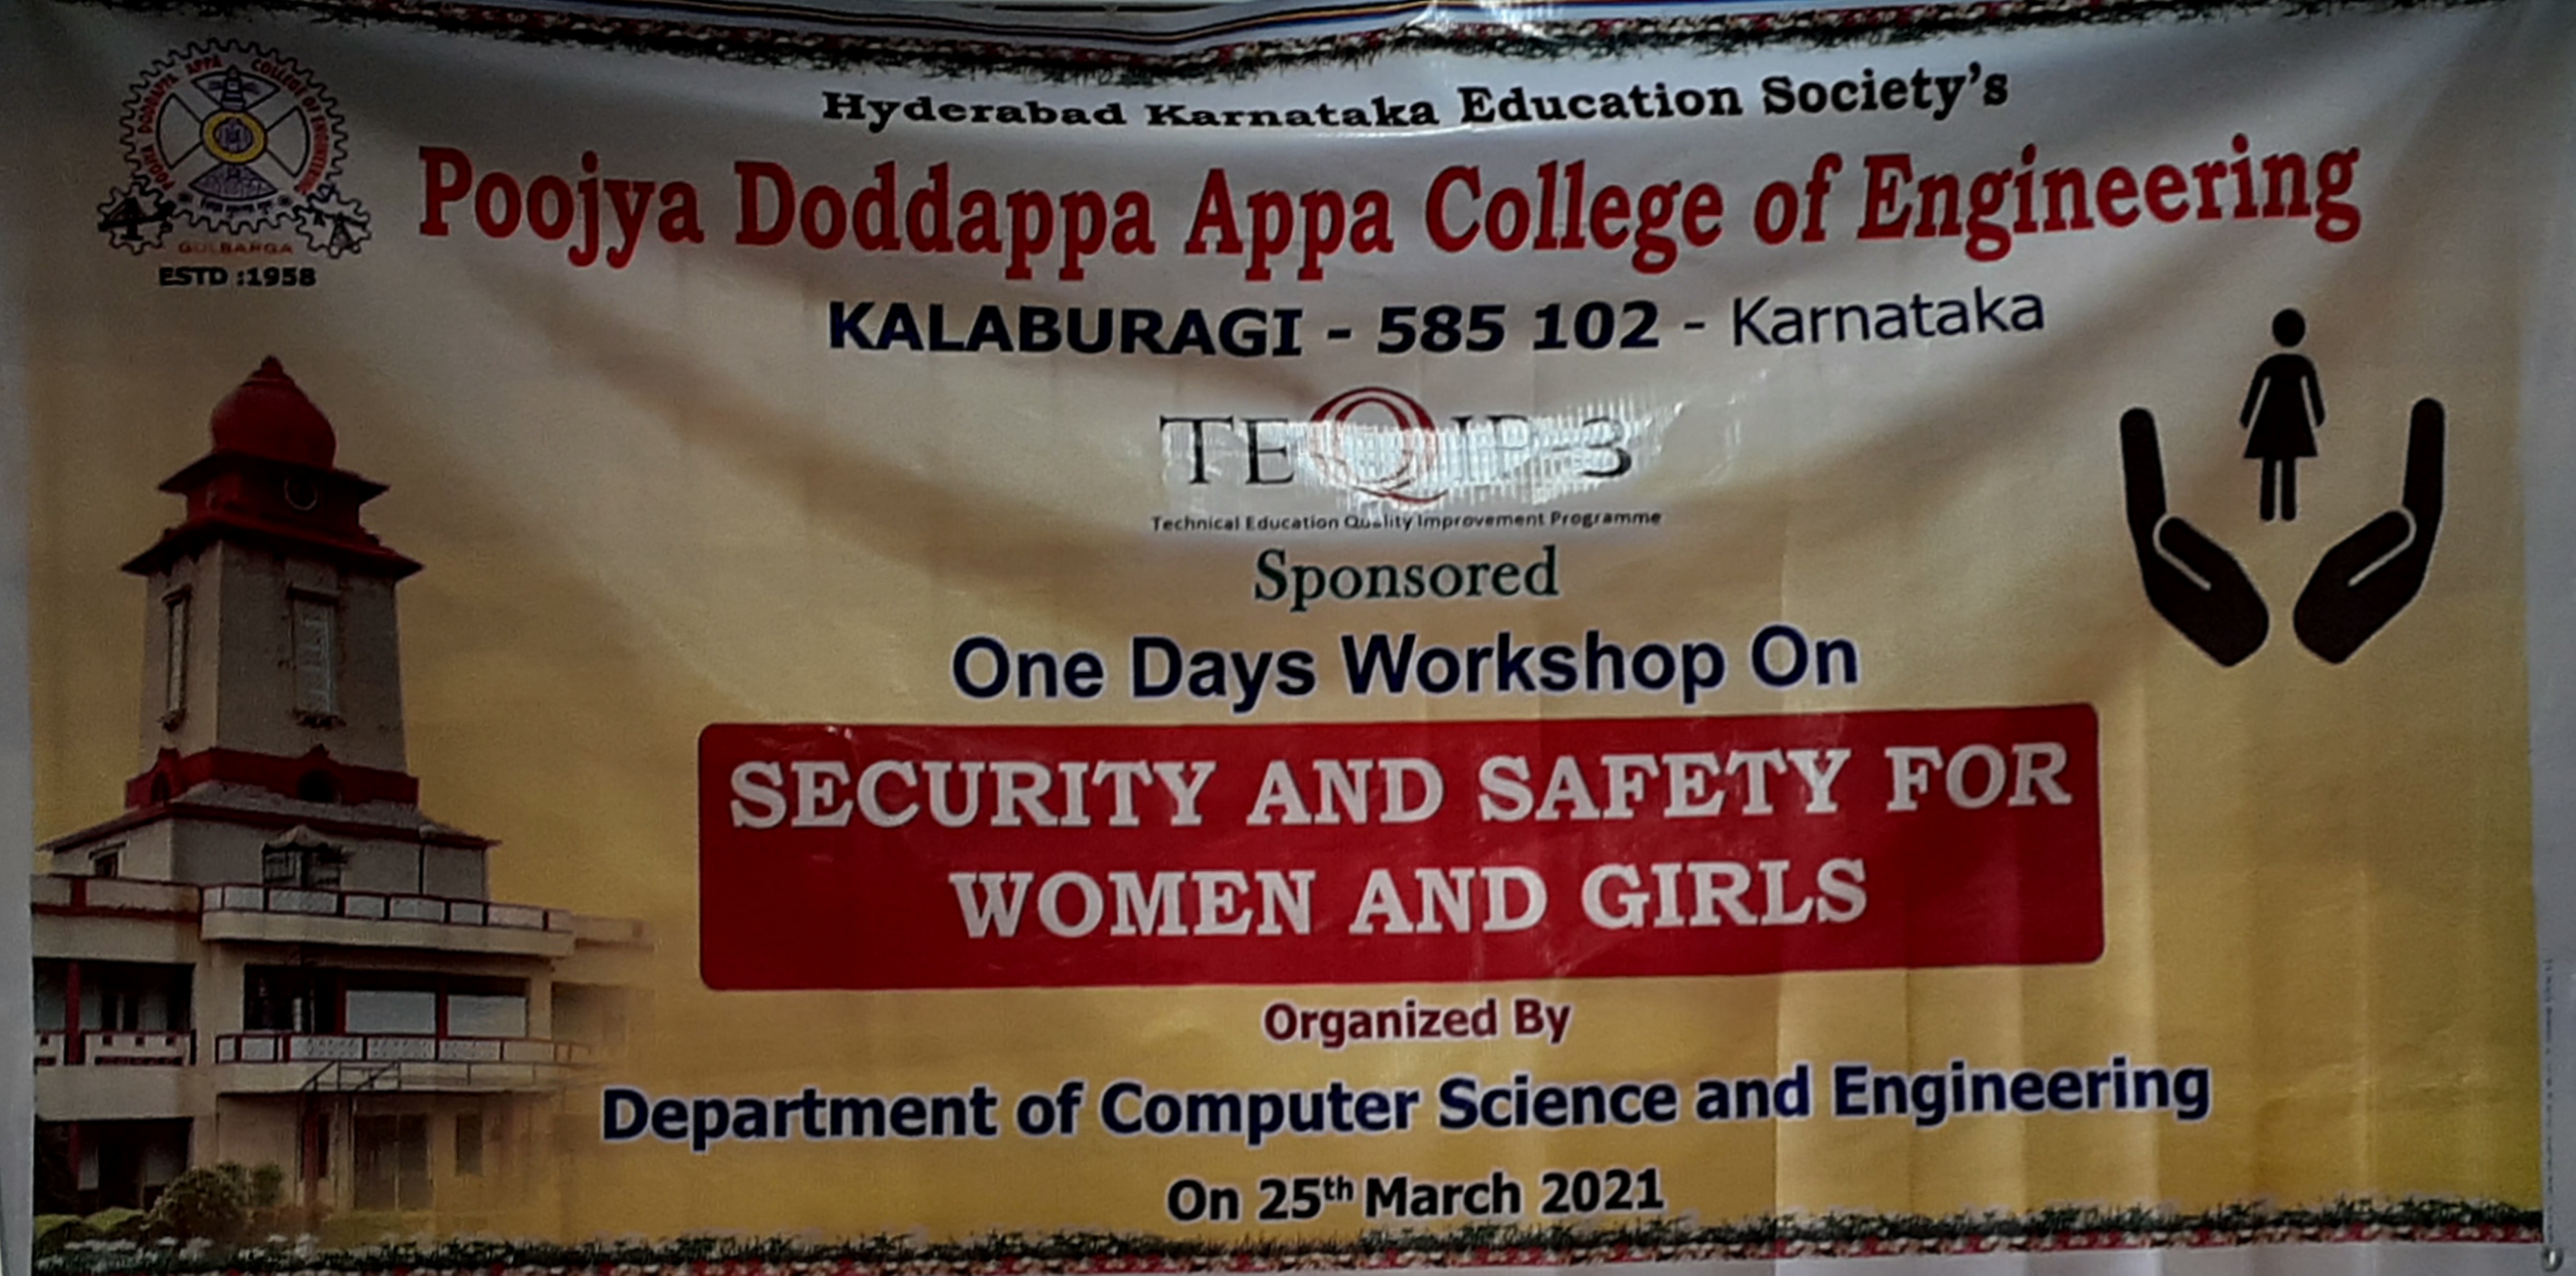 POOJYA DODDAPPA APPA COLLEGE OF ENGINEERING
GULBARGA
ESTD :1958
Hyderabad Karnataka Education Society's
Poojya Doddappa Appa College of Engineering
KALABURAGI - 585 102 - Karnataka
TEQIP-3
Technical Education Quality Improvement Programme
Sponsored
One Days Workshop On
SECURITY AND SAFETY FOR
WOMEN AND GIRLS
Organized By
Department of Computer Science and Engineering
On 25th March 2021